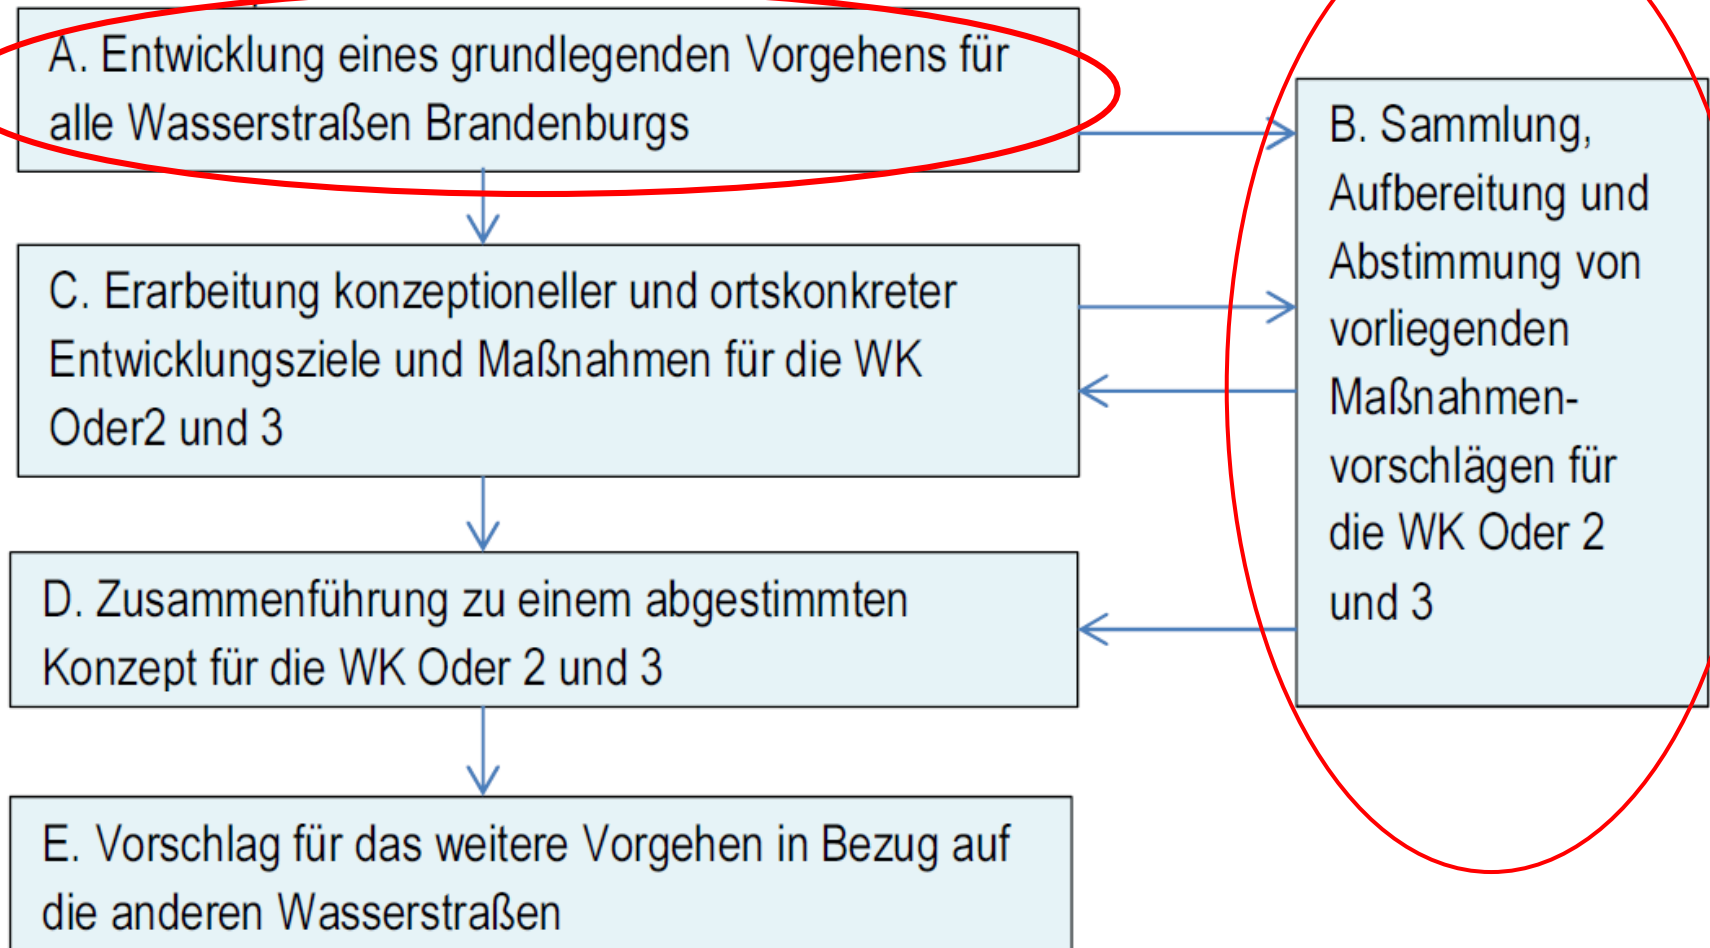 A. Entwicklung eines grundlegenden Vorgehens für
alle Wasserstraßen Brandenburgs
B. Sammlung,
Aufbereitung und
Abstimmung von
vorliegenden
Maßnahmen-
vorschlägen für
die WK Oder 2
und 3
C. Erarbeitung konzeptioneller und ortskonkreter
Entwicklungsziele und Maßnahmen für die WK
Oder2 und 3
D. Zusammenführung zu einem abgestimmten
Konzept für die WK Oder 2 und 3
E. Vorschlag für das weitere Vorgehen in Bezug auf
die anderen Wasserstraßen